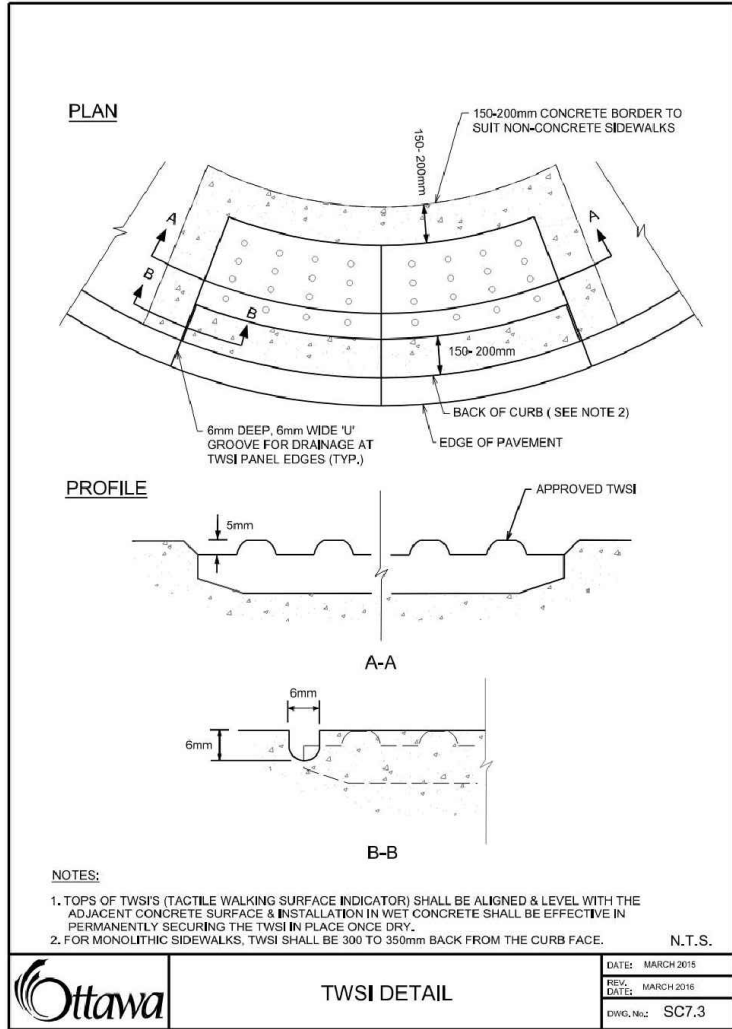 PLAN
150-200mm CONCRETE BORDER TO
SUIT NON-CONCRETE SIDEWALKS
150- 200mm
A
A
B
B
150- 200mm
BACK OF CURB ( SEE NOTE 2)
EDGE OF PAVEMENT
6mm DEEP, 6mm WIDE 'U'
GROOVE FOR DRAINAGE AT
TWSI PANEL EDGES (TYP.)
PROFILE
APPROVED TWSI
5mm
A-A
6mm
6mm
B-B
NOTES:
1. TOPS OF TWSI'S (TACTILE WALKING SURFACE INDICATOR) SHALL BE ALIGNED & LEVEL WITH THE
ADJACENT CONCRETE SURFACE & INSTALLATION IN WET CONCRETE SHALL BE EFFECTIVE IN
PERMANENTLY SECURING THE TWSI IN PLACE ONCE DRY.
2. FOR MONOLITHIC SIDEWALKS, TWSI SHALL BE 300 TO 350mm BACK FROM THE CURB FACE.
N.T.S.
Ottawa
TWSI DETAIL
DATE: MARCH 2015
REV. DATE: MARCH 2016
DWG. No.: SC7.3